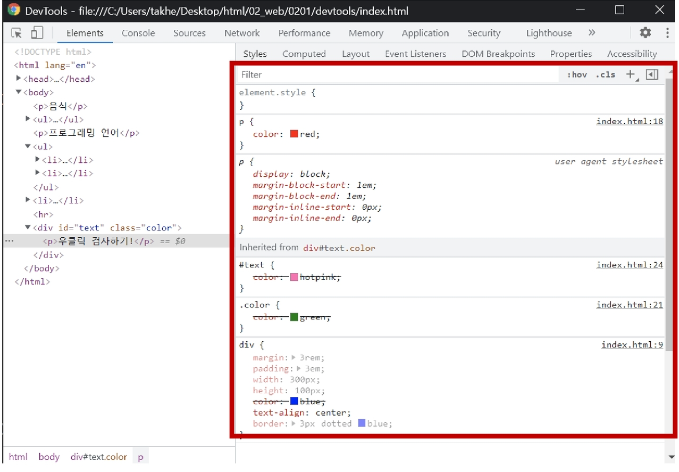 DevTools - file:///C:/Users/takhe/Desktop/html/02_web/0201/devtools/index.html
Elements Console Sources Network Performance Memory Application Security Lighthouse »
<!DOCTYPE html>
<html lang="en">
<head>…</head>
<body>
<p>음식</p>
<ul>…</ul>
<p>프로그래밍 언어</p>
<ul>
<li>…</li>
<li>…</li>
</ul>
<li>…</li>
<hr>
<div id="text" class="color">
… <p>우클릭 검사하기!</p> == $0
</div>
</body>
</html>
html body div#text.color p
Styles Computed Layout Event Listeners DOM Breakpoints Properties Accessibility
Filter :hov .cls +
element.style {
}
p { index.html:18
color: red;
}
p { user agent stylesheet
display: block;
margin-block-start: 1em;
margin-block-end: 1em;
margin-inline-start: 0px;
margin-inline-end: 0px;
}
Inherited from div#text.color
#text { index.html:24
color: hotpink;
}
.color { index.html:21
color: green;
}
div { index.html:9
margin: 3rem;
padding: 3em;
width: 300px;
height: 100px;
color: blue;
text-align: center;
border: 3px dotted blue;
}